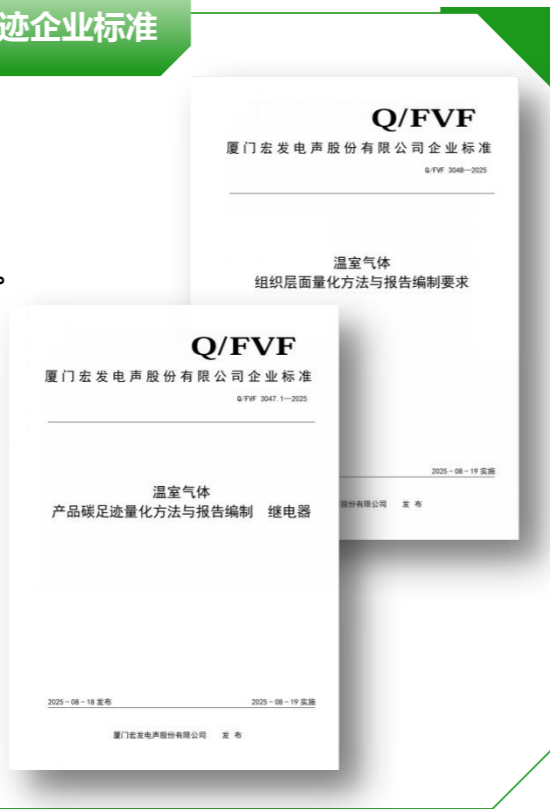 迹企业标准
Q/FVF
厦门宏发电声股份有限公司企业标准
Q/FVF 3048—2025
温室气体
组织层面量化方法与报告编制要求
2025-08-19 实施
股份有限公司 发 布
。
Q/FVF
厦门宏发电声股份有限公司企业标准
Q/FVF 3047.1—2025
温室气体
产品碳足迹量化方法与报告编制 继电器
2025-08-18 发布 2025-08-19 实施
厦门宏发电声股份有限公司 发 布